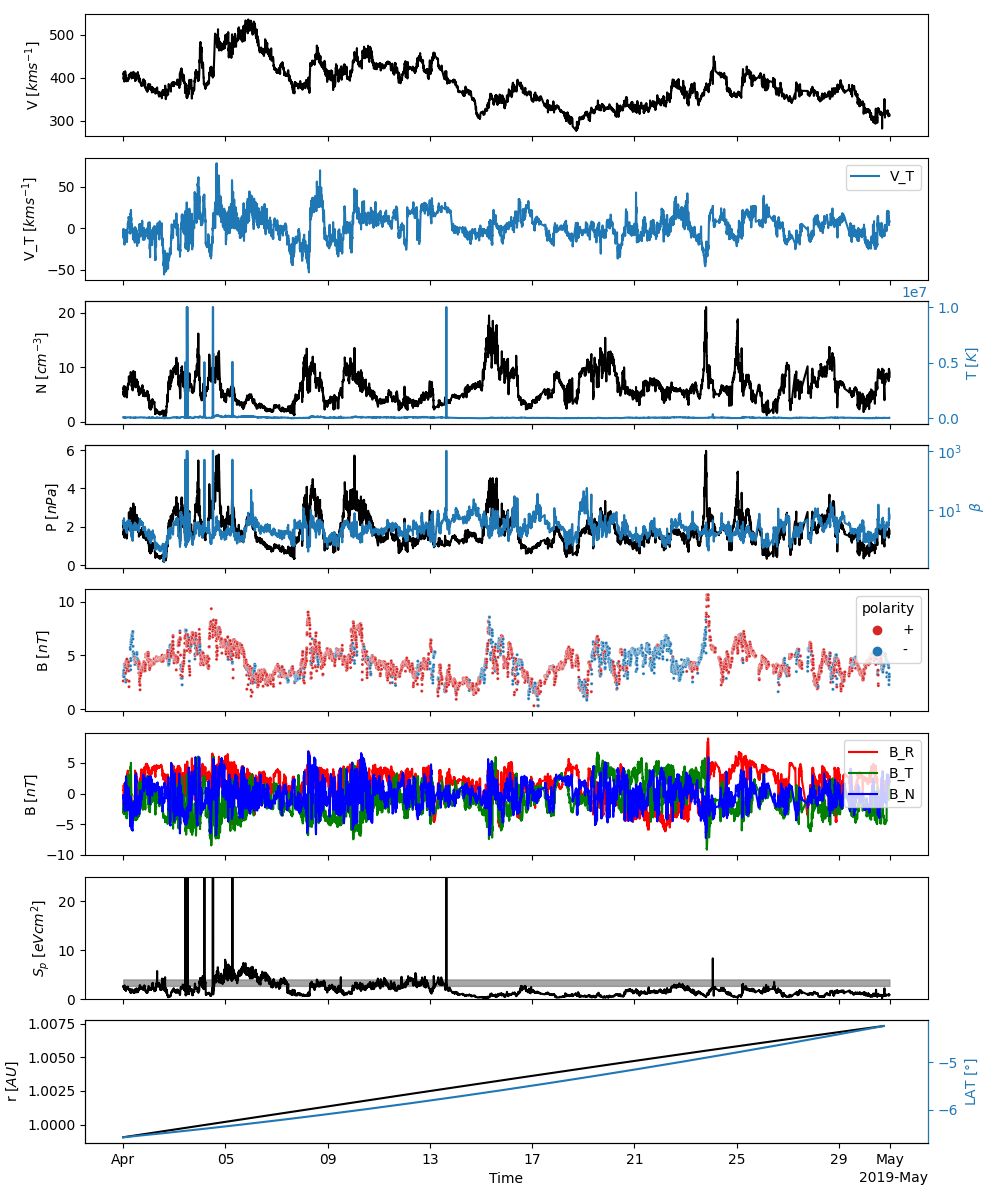 500
400
300
V [kms⁻¹]
50
0
−50
V_T [kms⁻¹]
V_T
1e7
20
10
0
N [cm⁻³]
1.0
0.5
0.0
T [K]
6
4
2
0
P [nPa]
10³
10¹
β
10
5
0
B [nT]
polarity
+
-
5
0
−5
−10
B [nT]
B_R
B_T
B_N
20
10
0
Sₚ [eVcm²]
1.0075
1.0050
1.0025
1.0000
r [AU]
−5
−6
LAT [°]
Apr 05 09 13 17 21 25 29 May
Time
2019-May